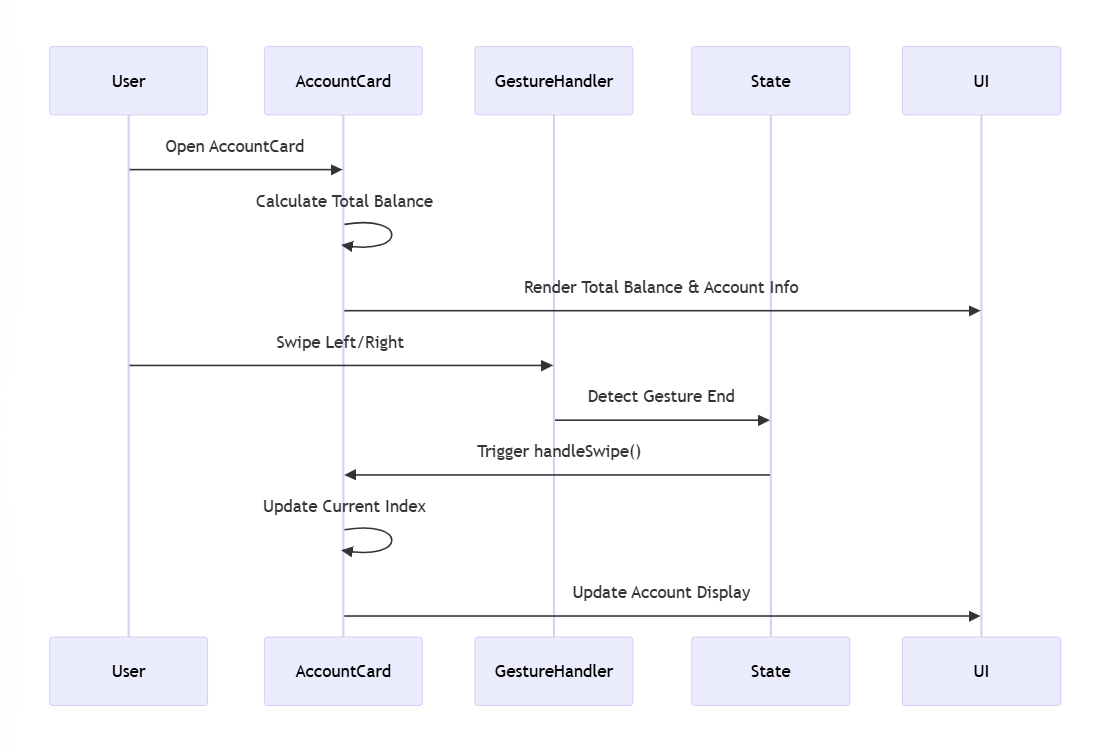 User
AccountCard
GestureHandler
State
UI
Open AccountCard
Calculate Total Balance
Render Total Balance & Account Info
Swipe Left/Right
Detect Gesture End
Trigger handleSwipe()
Update Current Index
Update Account Display
User
AccountCard
GestureHandler
State
UI